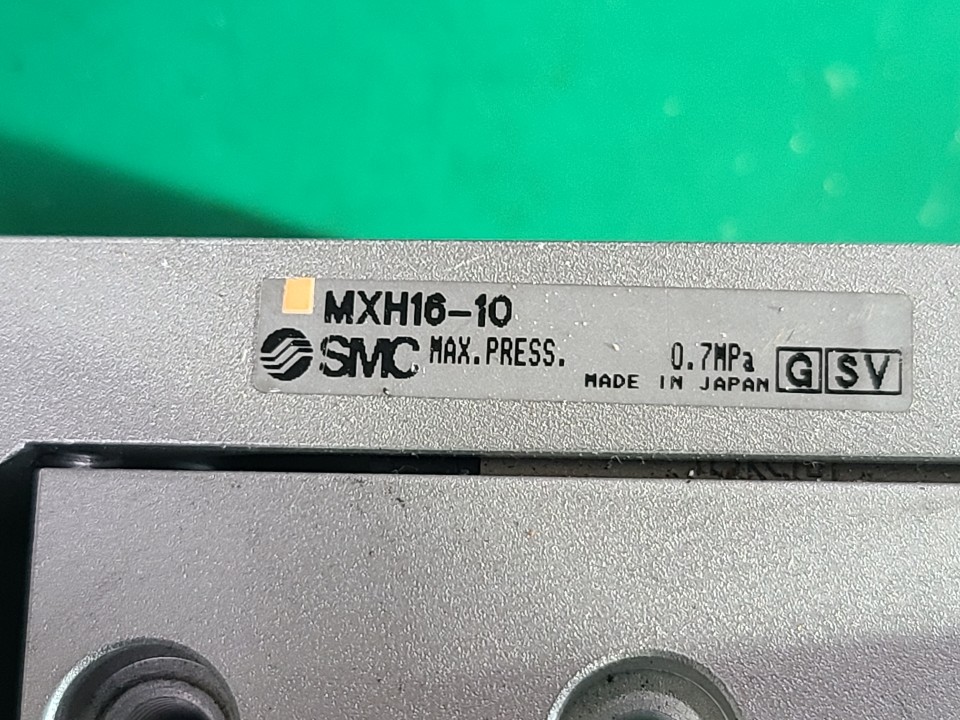 MXH16-10
SMC MAX.PRESS. 0.7MPa
MADE IN JAPAN G SV